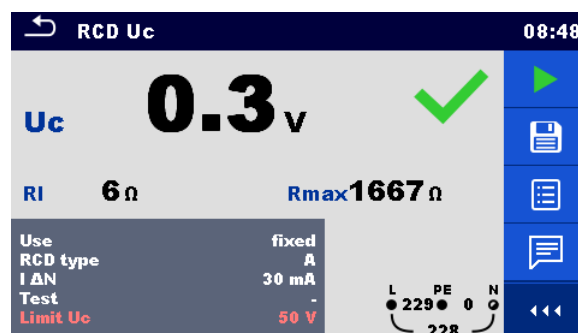 RCD Uc 08:48
Uc 0.3 V
RI 6 Ω Rmax 1667 Ω
Use fixed
RCD type A
I ΔN 30 mA
Test -
Limit Uc 50 V
L PE N
229 0
228